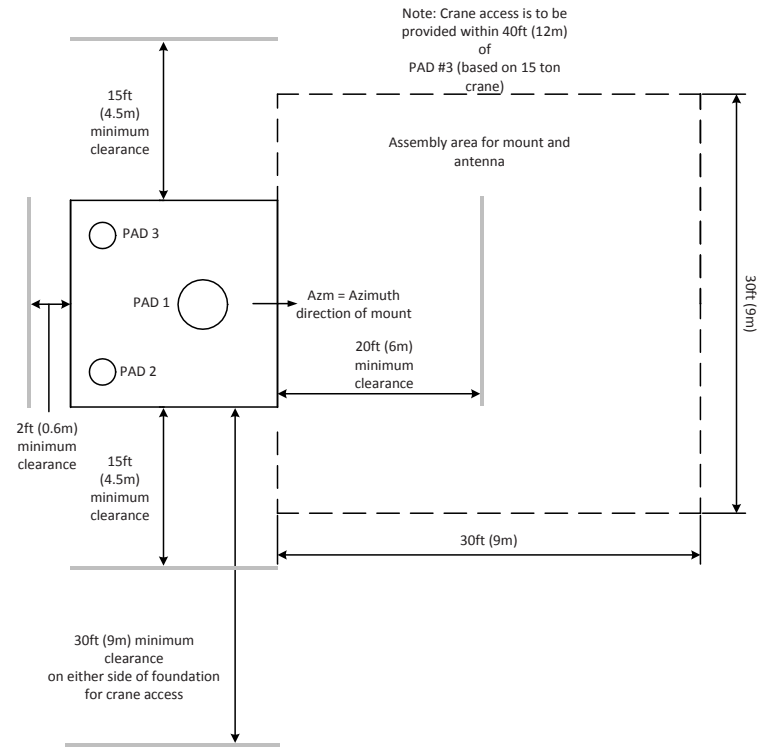 Note: Crane access is to be
provided within 40ft (12m)
of
PAD #3 (based on 15 ton
crane)
15ft
(4.5m)
minimum
clearance
Assembly area for mount and
antenna
PAD 3
PAD 1
Azm = Azimuth
direction of mount
30ft (9m)
20ft (6m)
minimum
clearance
PAD 2
2ft (0.6m)
minimum
clearance
15ft
(4.5m)
minimum
clearance
30ft (9m)
30ft (9m) minimum
clearance
on either side of foundation
for crane access